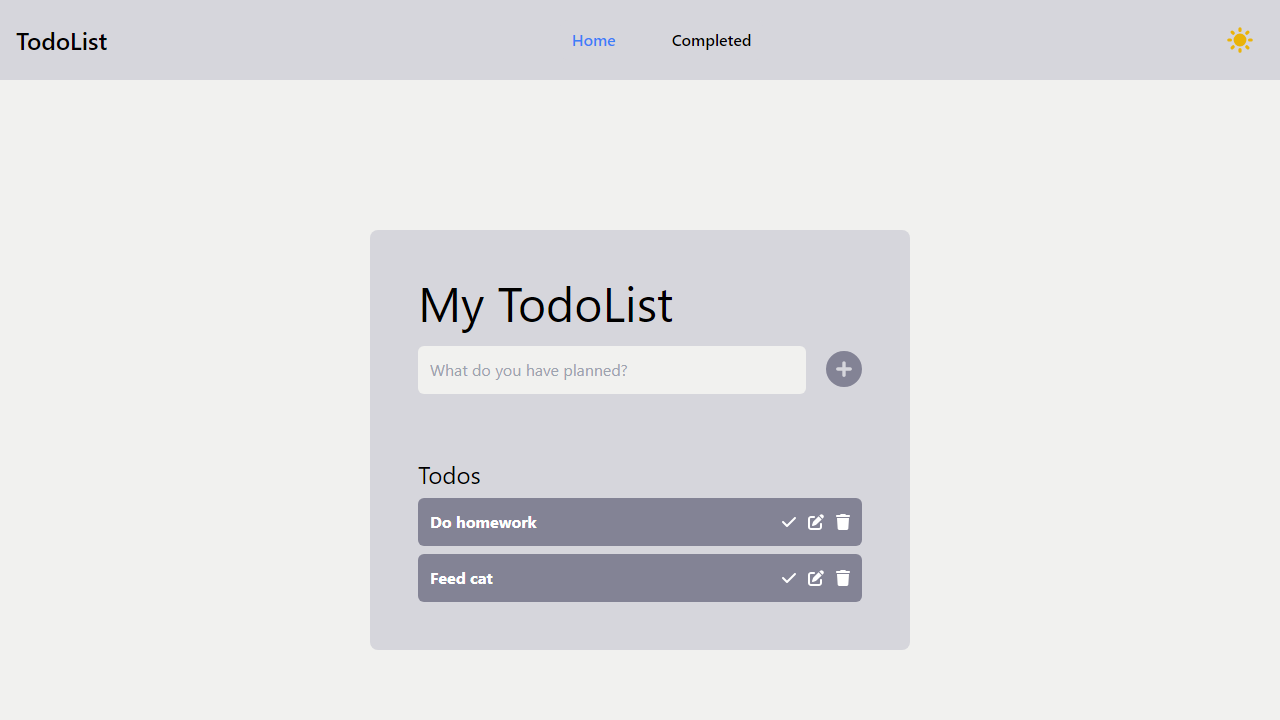 TodoList
Home
Completed
My TodoList
What do you have planned?
Todos
Do homework
Feed cat